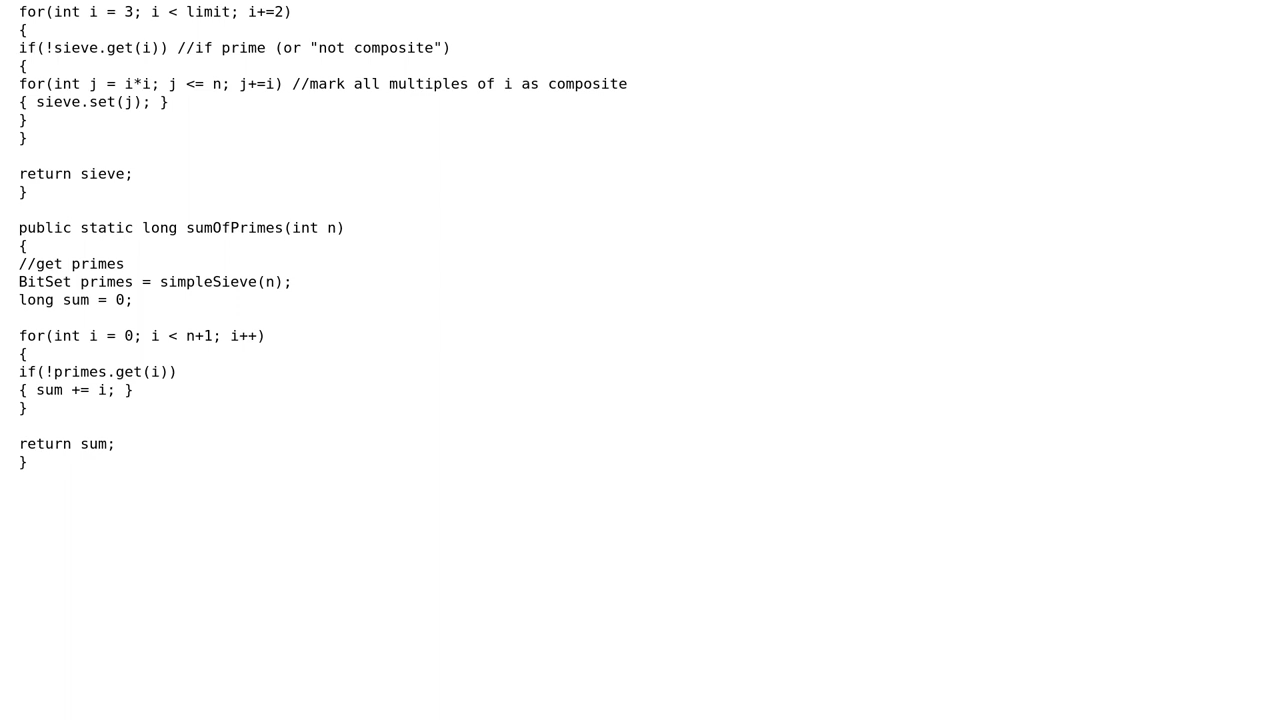 for(int i = 3; i < limit; i+=2)
{
if(!sieve.get(i)) //if prime (or "not composite")
{
for(int j = i*i; j <= n; j+=i) //mark all multiples of i as composite
{ sieve.set(j); }
}
}

return sieve;
}

public static long sumOfPrimes(int n)
{
//get primes
BitSet primes = simpleSieve(n);
long sum = 0;

for(int i = 0; i < n+1; i++)
{
if(!primes.get(i))
{ sum += i; }
}

return sum;
}